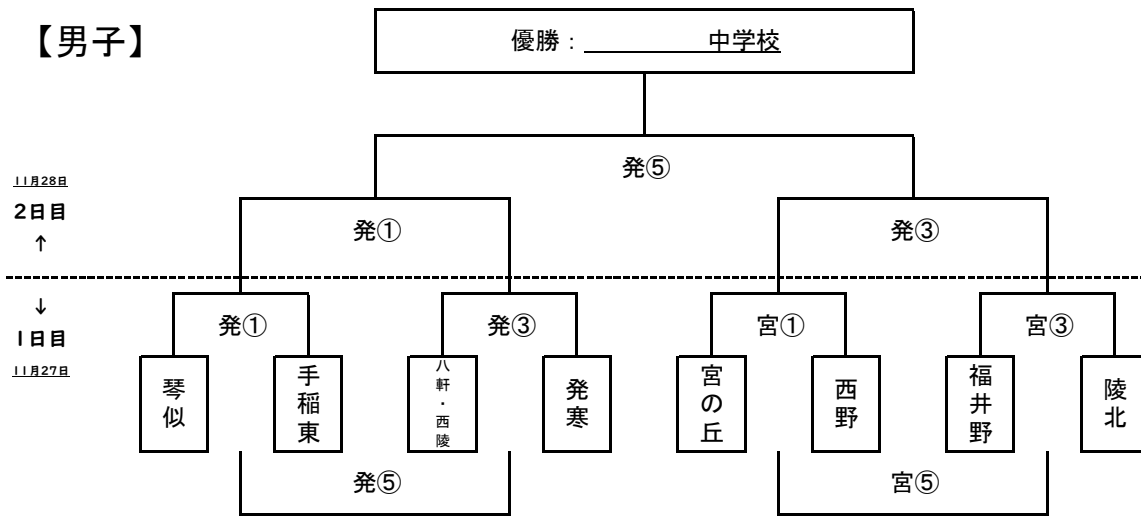 【男子】
優勝： 中学校
発⑤
11月28日
2日目
↑
発①
発③
↓
1日目
11月27日
発①
発③
宮①
宮③
琴似
手稲東
八軒・西陵
発寒
宮の丘
西野
福井野
陵北
発⑤
宮⑤